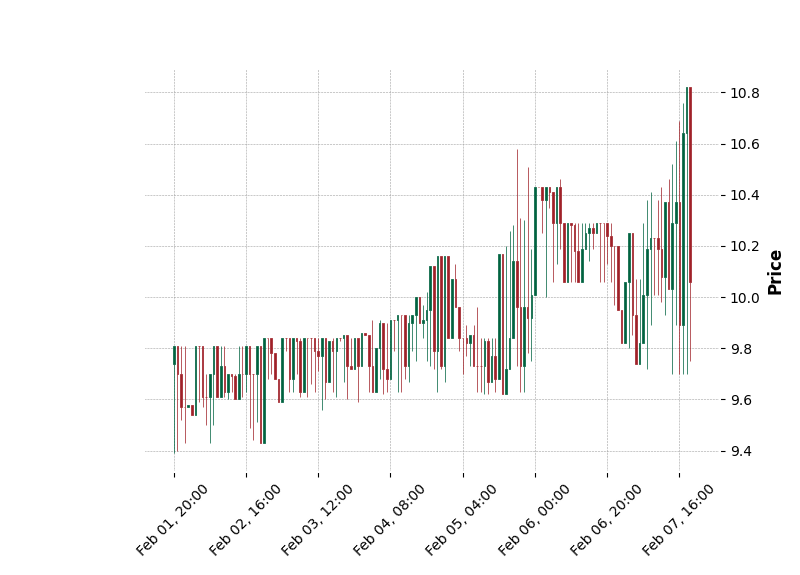 10.8
10.6
10.4
10.2
10.0
9.8
9.6
9.4
Price
Feb 01, 20:00
Feb 02, 16:00
Feb 03, 12:00
Feb 04, 08:00
Feb 05, 04:00
Feb 06, 00:00
Feb 06, 20:00
Feb 07, 16:00